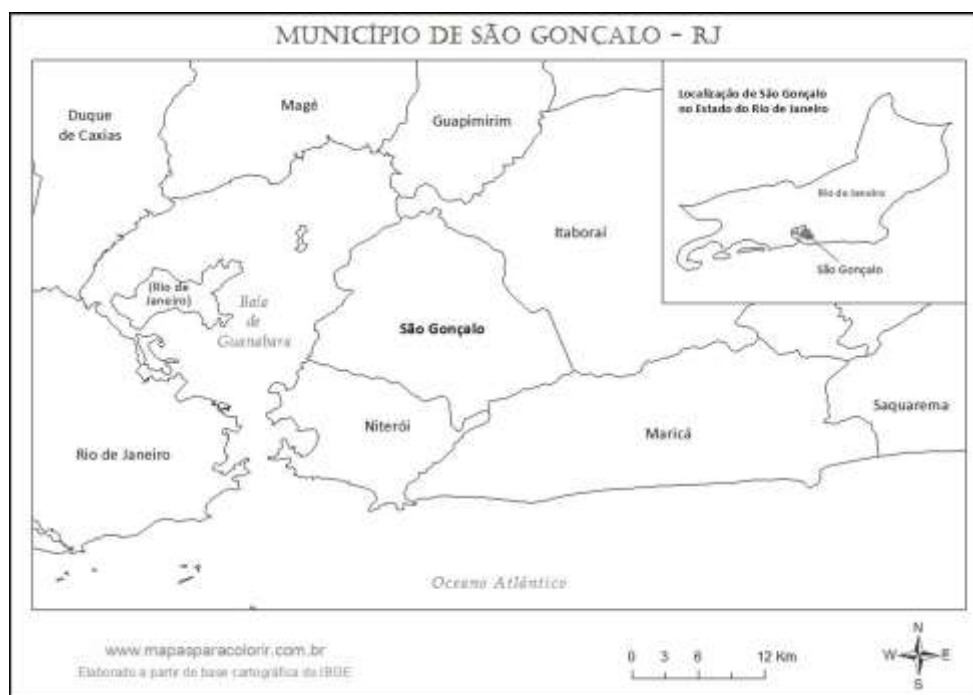 MUNICÍPIO DE SÃO GONÇALO - RJ
Duque
de Caxias
Magé
Guapimirim
Localização de São Gonçalo
no Estado do Rio de Janeiro
Rio de Janeiro
São Gonçalo
Itaboraí
(Rio de
Janeiro)
Baía
de
Guanabara
São Gonçalo
Niterói
Maricá
Saquarema
Rio de Janeiro
Oceano Atlântico
www.mapasparacolorir.com.br
Elaborado a partir de base cartográfica do IBGE
0 3 6 12 Km
N
W E
S